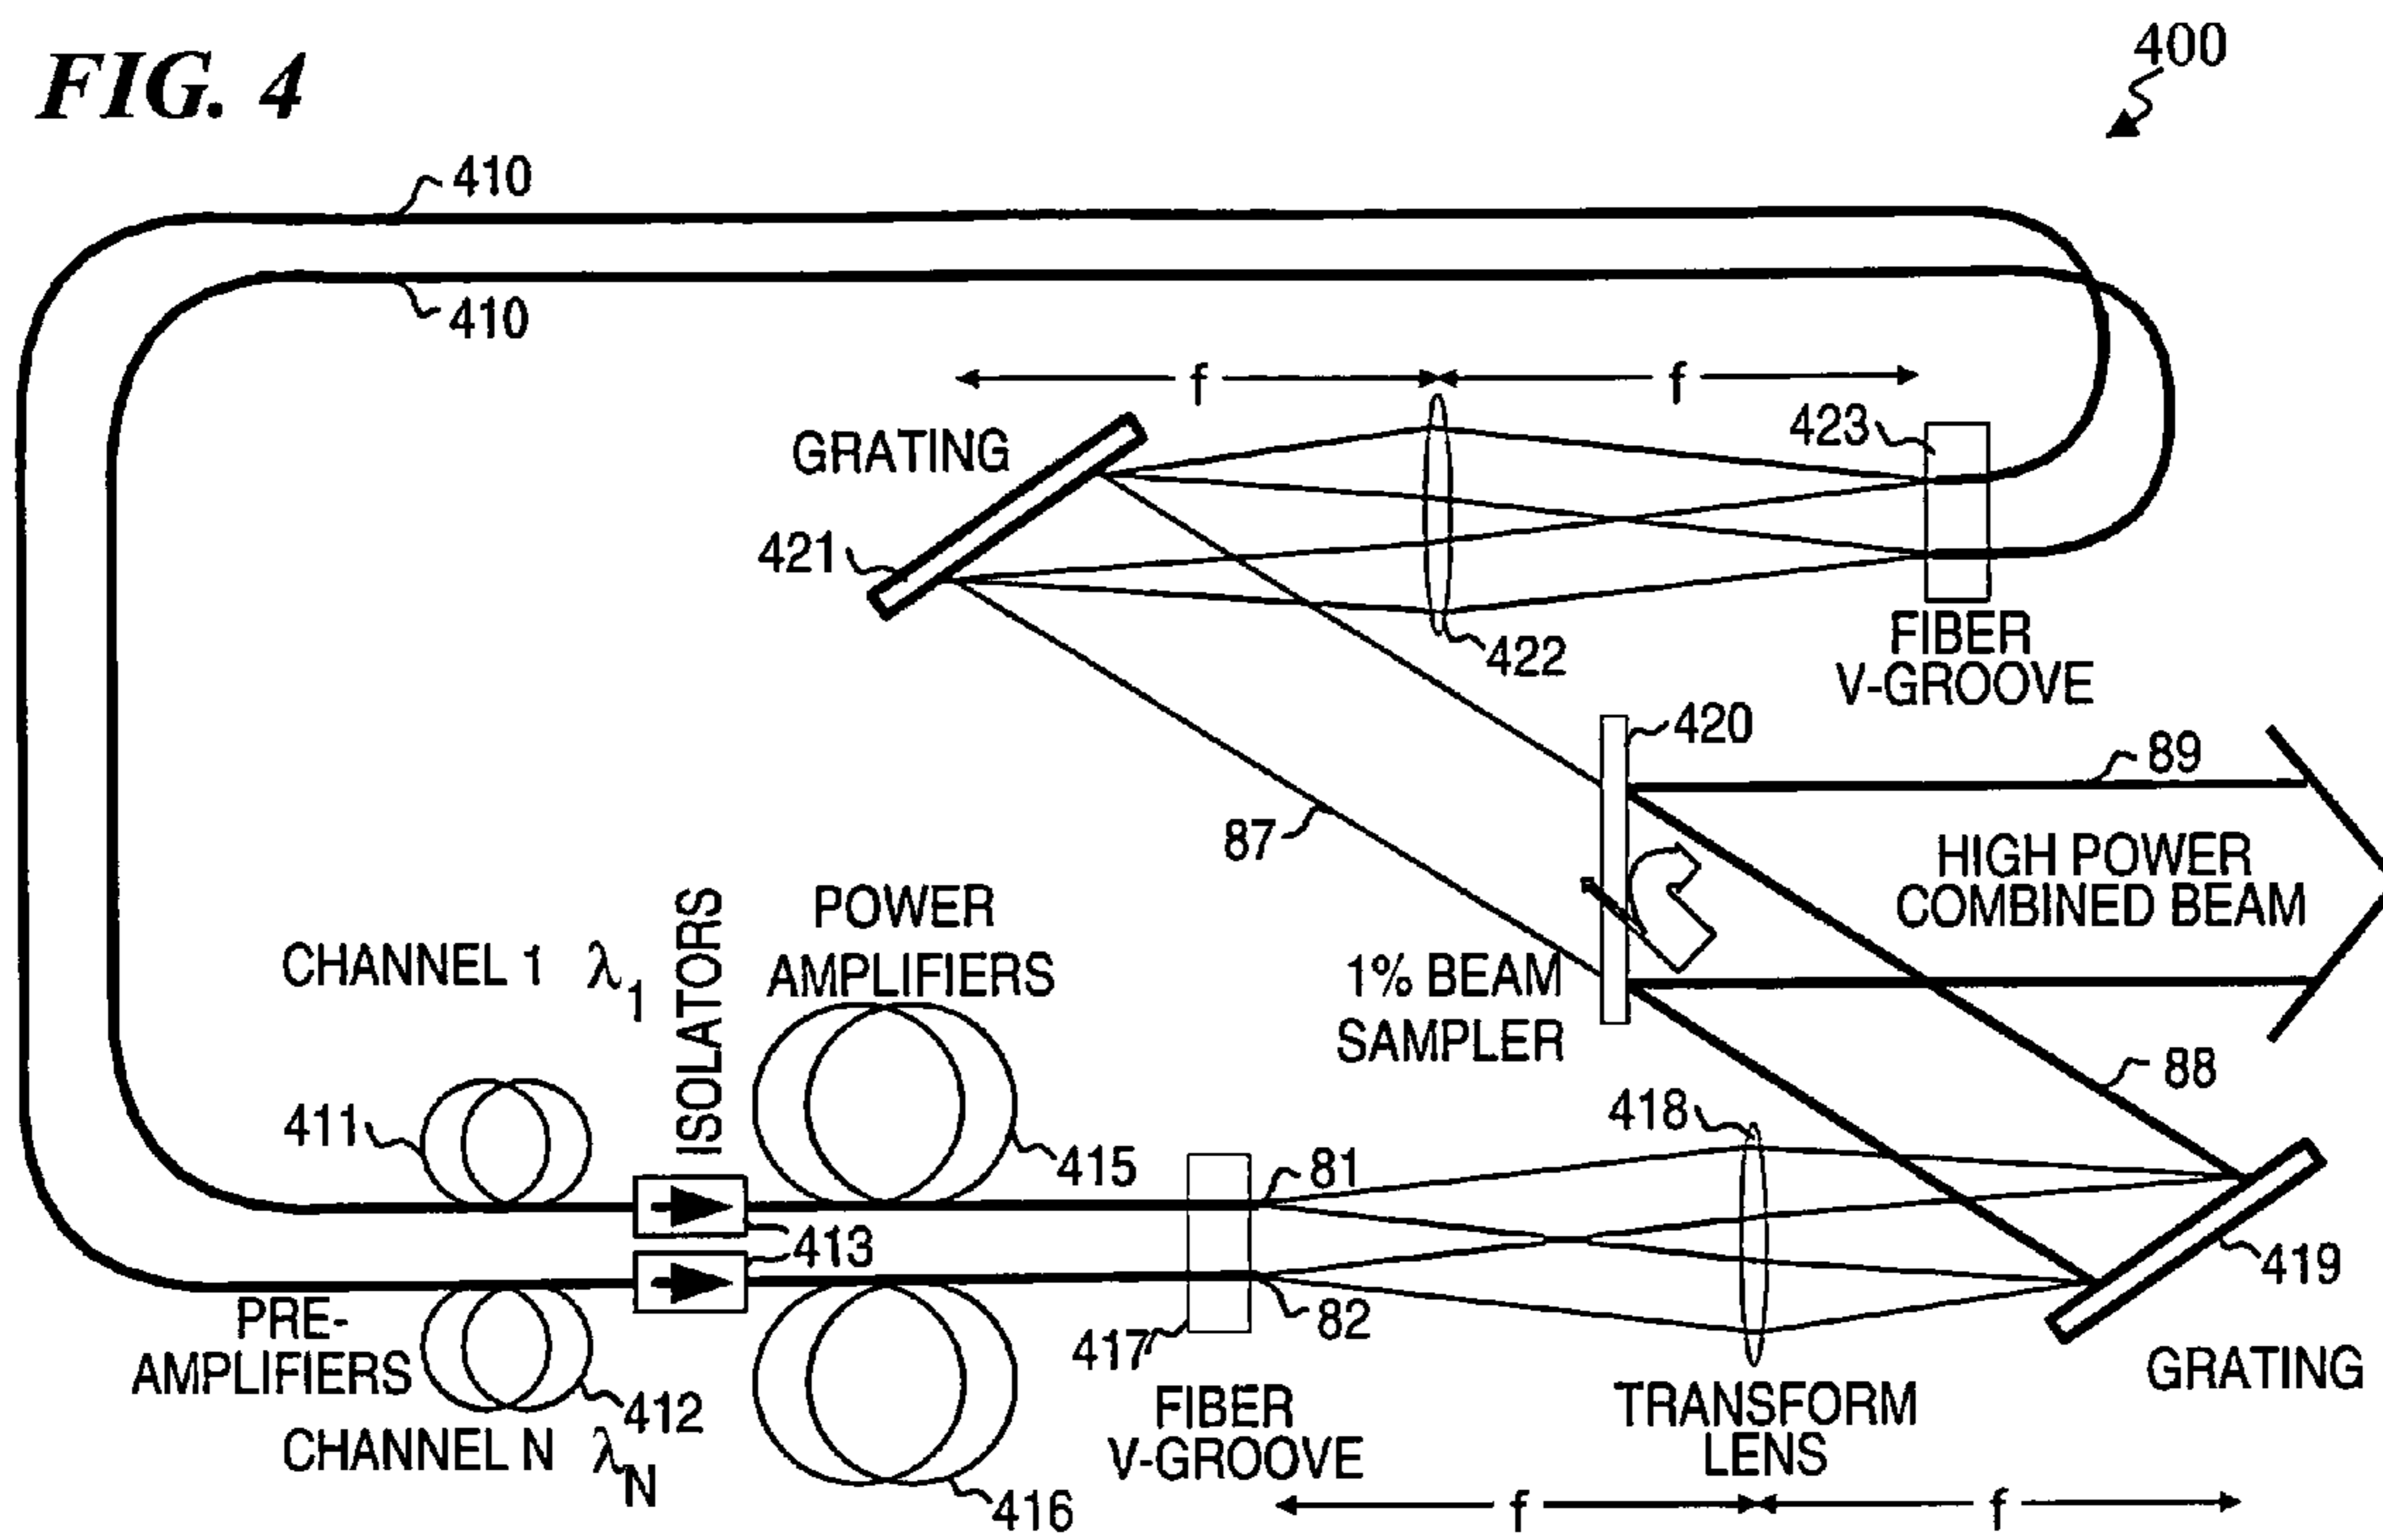 FIG. 4
400
410
410
f
f
GRATING
423
421
422
FIBER
V-GROOVE
420
89
87
HIGH POWER
COMBINED BEAM
POWER
AMPLIFIERS
ISOLATORS
CHANNEL 1 λ1
1% BEAM
SAMPLER
88
418
411
415
81
413
419
PRE-
AMPLIFIERS
82
417
412
GRATING
CHANNEL N λN
FIBER
V-GROOVE
TRANSFORM
LENS
416
f
f